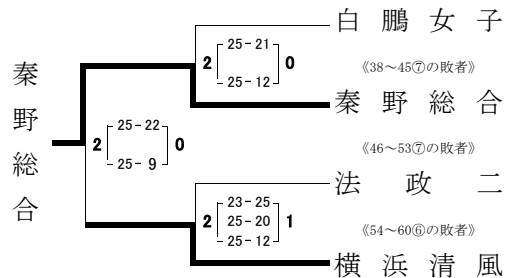 白鵬女子
2 25-21 0
25-12
《38～45⑦の敗者》
秦野総合
秦野総合
2 25-22 0
25-9
《46～53⑦の敗者》
法政二
23-25
2 25-20 1
25-12
《54～60⑥の敗者》
横浜清風